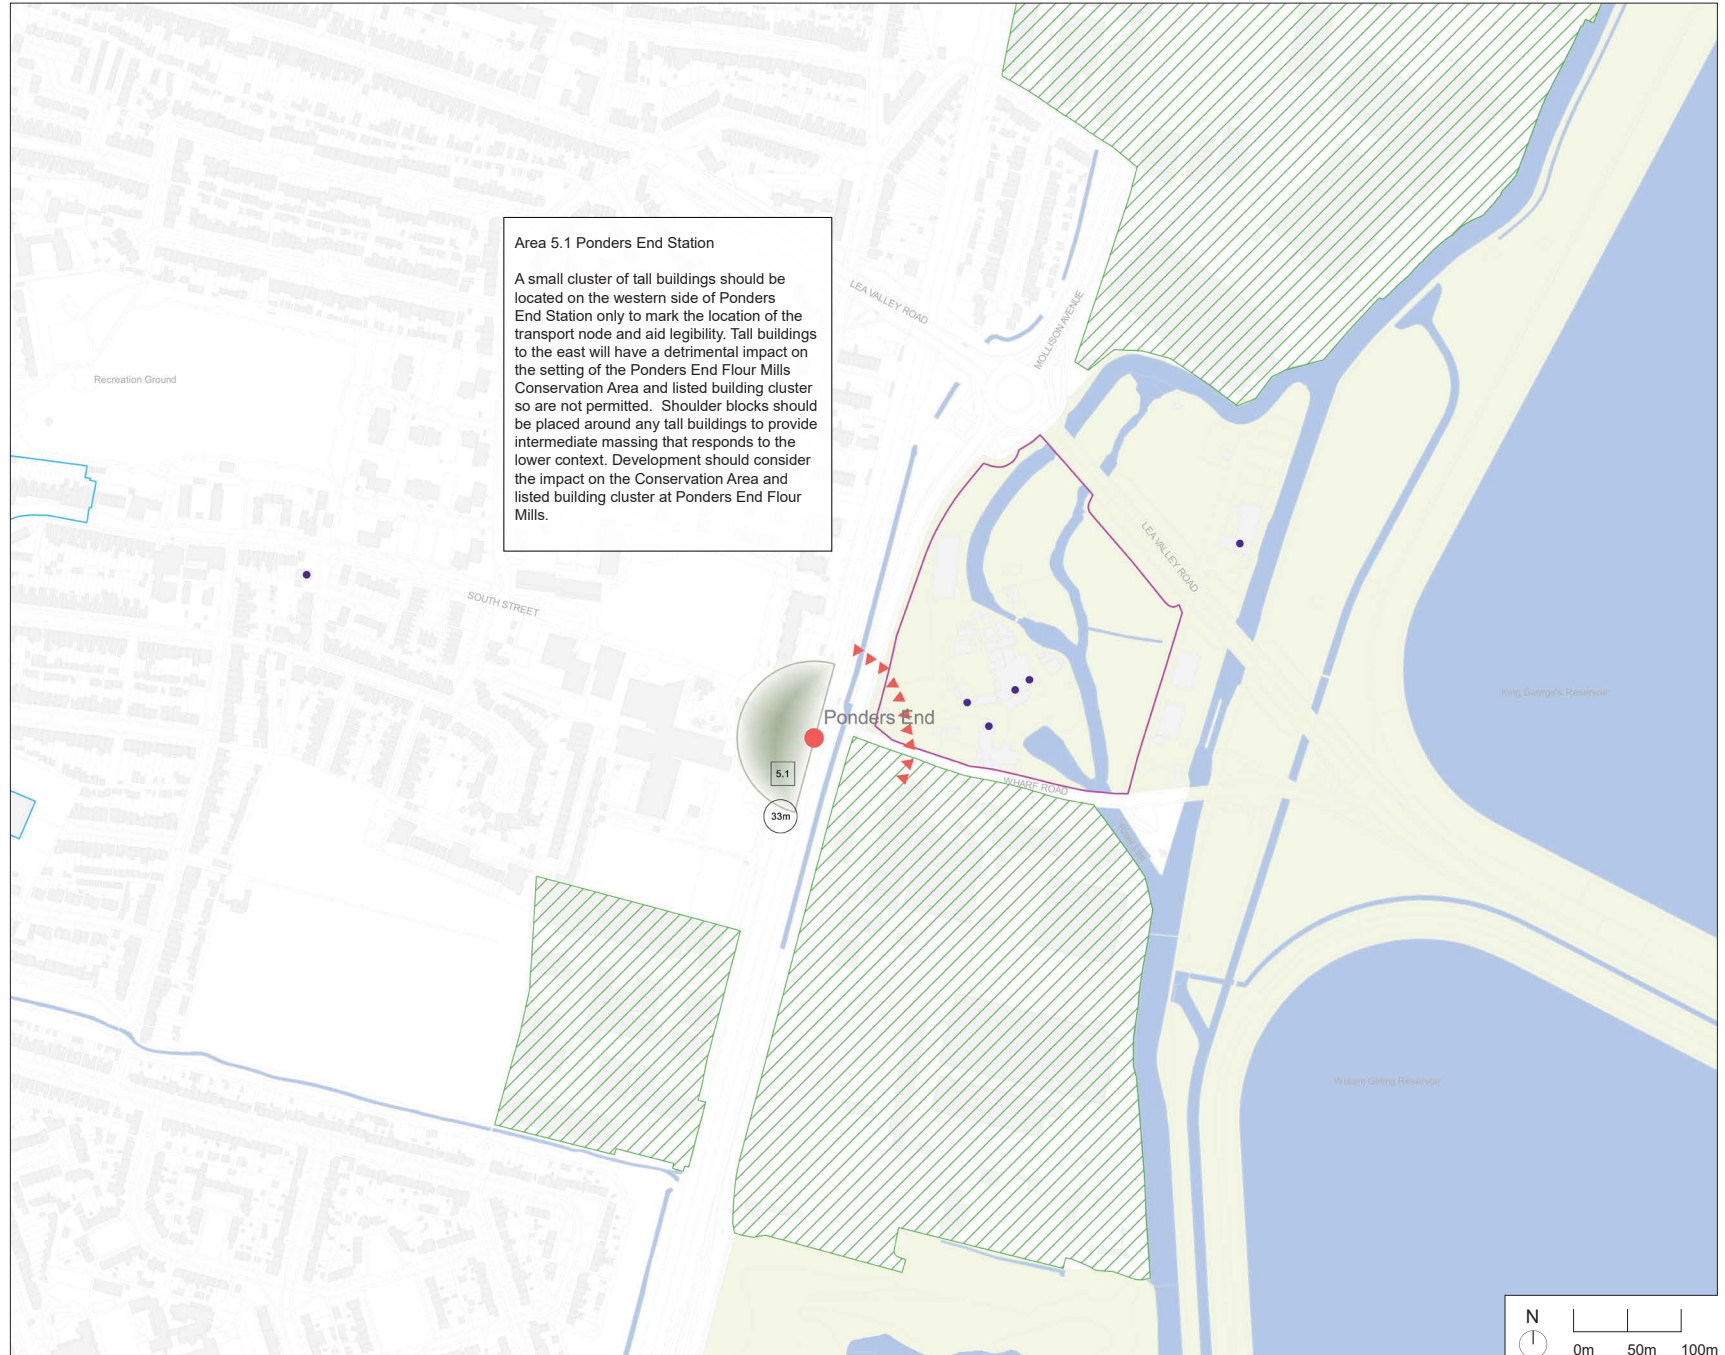 Area 5.1 Ponders End Station
A small cluster of tall buildings should be
located on the western side of Ponders
End Station only to mark the location of the
transport node and aid legibility. Tall buildings
to the east will have a detrimental impact on
the setting of the Ponders End Flour Mills
Conservation Area and listed building cluster
so are not permitted.  Shoulder blocks should
be placed around any tall buildings to provide
intermediate massing that responds to the
lower context. Development should consider
the impact on the Conservation Area and
listed building cluster at Ponders End Flour
Mills.
LEA VALLEY ROAD
MOLLISON AVENUE
Recreation Ground
LEA VALLEY ROAD
SOUTH STREET
King George's Reservoir
Ponders End
5.1
33m
WHARF ROAD
River Lee
William Girling Reservoir
N
0m
50m
100m